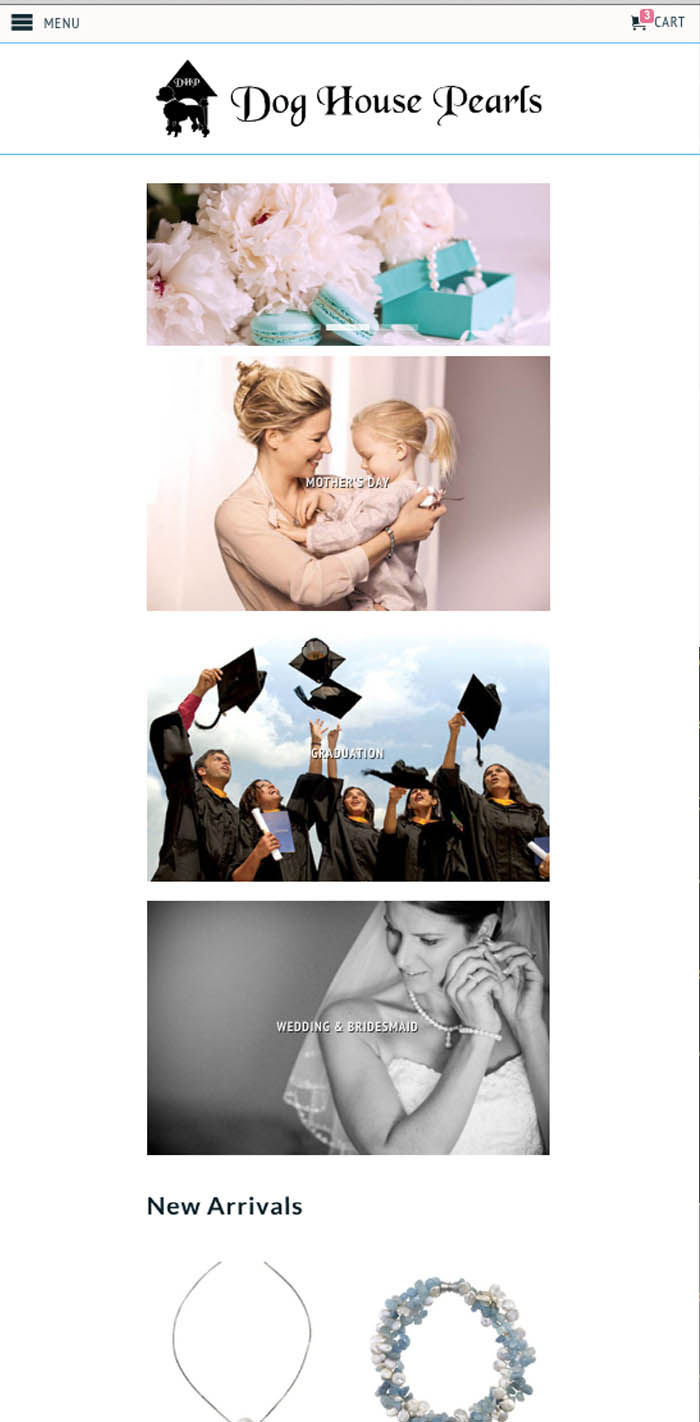 MENU
3
CART
DHP
Dog House Pearls
MOTHER'S DAY
GRADUATION
WEDDING & BRIDESMAID
New Arrivals